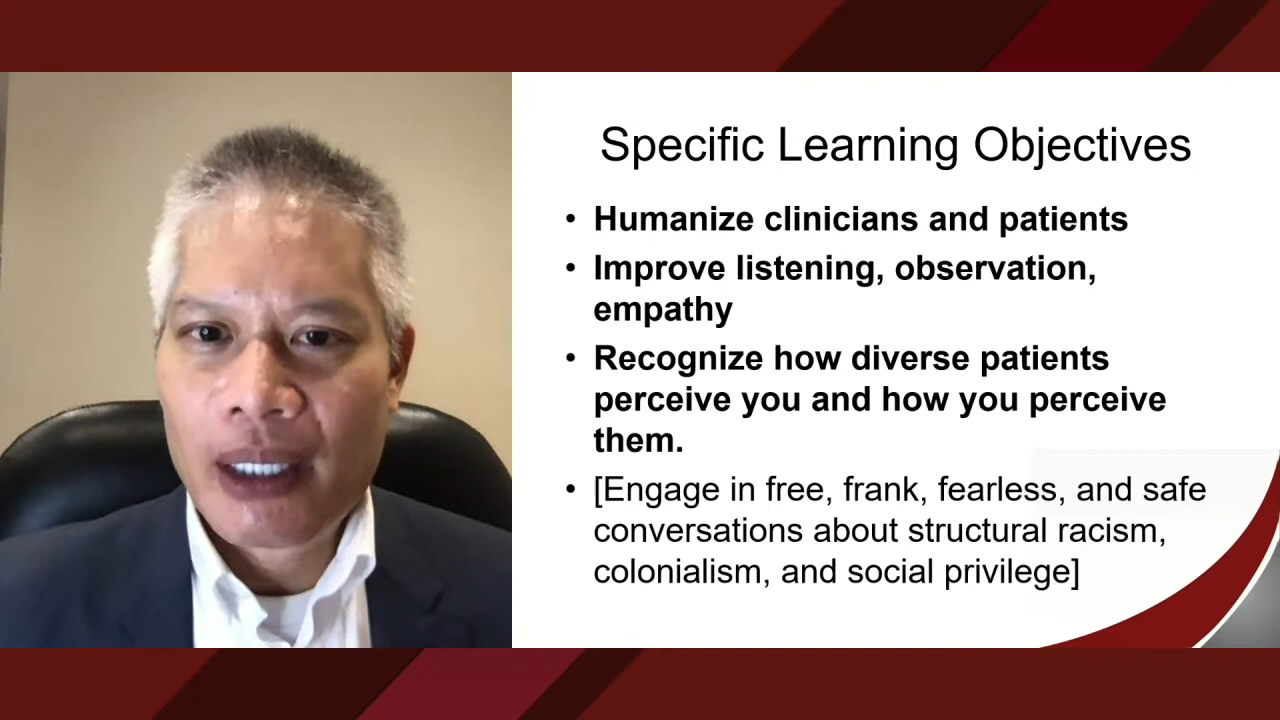 Specific Learning Objectives
• Humanize clinicians and patients
• Improve listening, observation,
empathy
• Recognize how diverse patients
perceive you and how you perceive
them.
• [Engage in free, frank, fearless, and safe
conversations about structural racism,
colonialism, and social privilege]